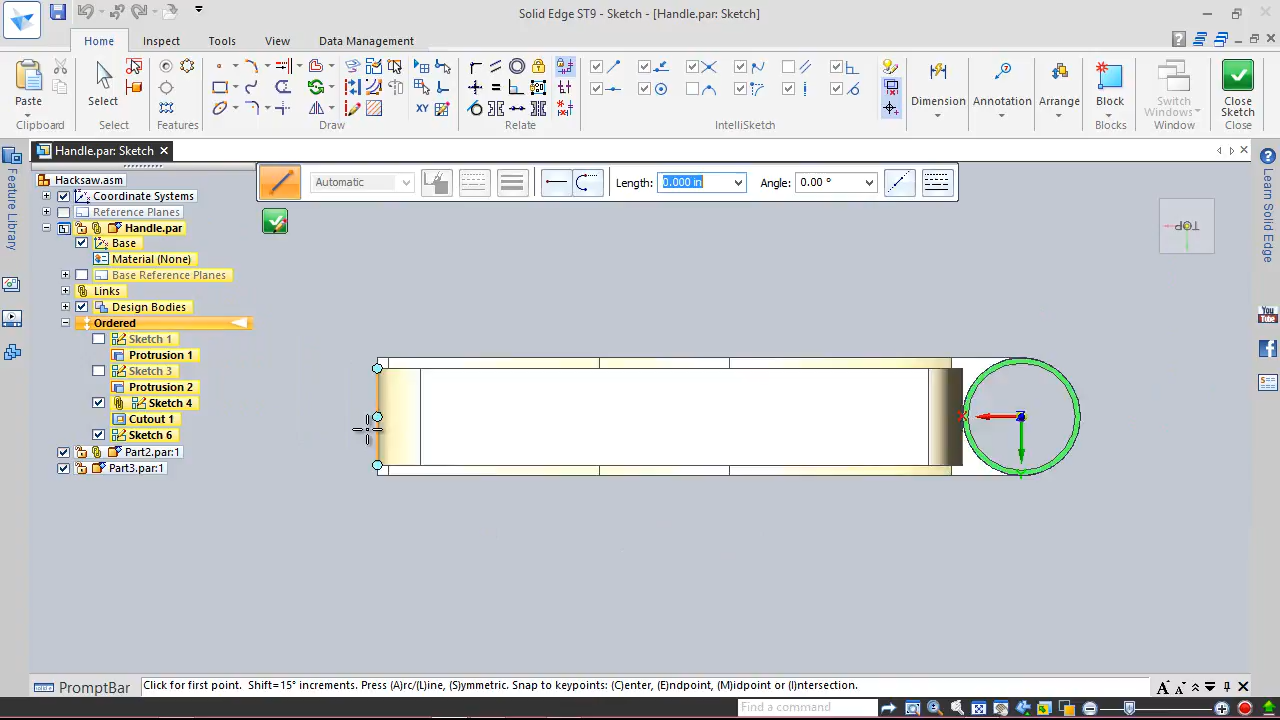 Solid Edge ST9 - Sketch - [Handle.par: Sketch]
Home Inspect Tools View Data Management
Paste
Clipboard
Select
Select
Features
Draw
Relate
IntelliSketch
Dimension
Annotation
Arrange
Block
Blocks
Switch Windows
Window
Close Sketch
Close
Handle.par: Sketch
Automatic Length: 0.000 in Angle: 0.00 °
Feature Library
Hacksaw.asm
Coordinate Systems
Reference Planes
Handle.par
Base
Material (None)
Base Reference Planes
Links
Design Bodies
Ordered
Sketch 1
Protrusion 1
Sketch 3
Protrusion 2
Sketch 4
Cutout 1
Sketch 6
Part2.par:1
Part3.par:1
TOP
Z
Learn Solid Edge
You Tube
PromptBar Click for first point. Shift=15° increments. Press (A)rc/(L)ine, (S)ymmetric. Snap to keypoints: (C)enter, (E)ndpoint, (M)idpoint or (I)ntersection.
Find a command